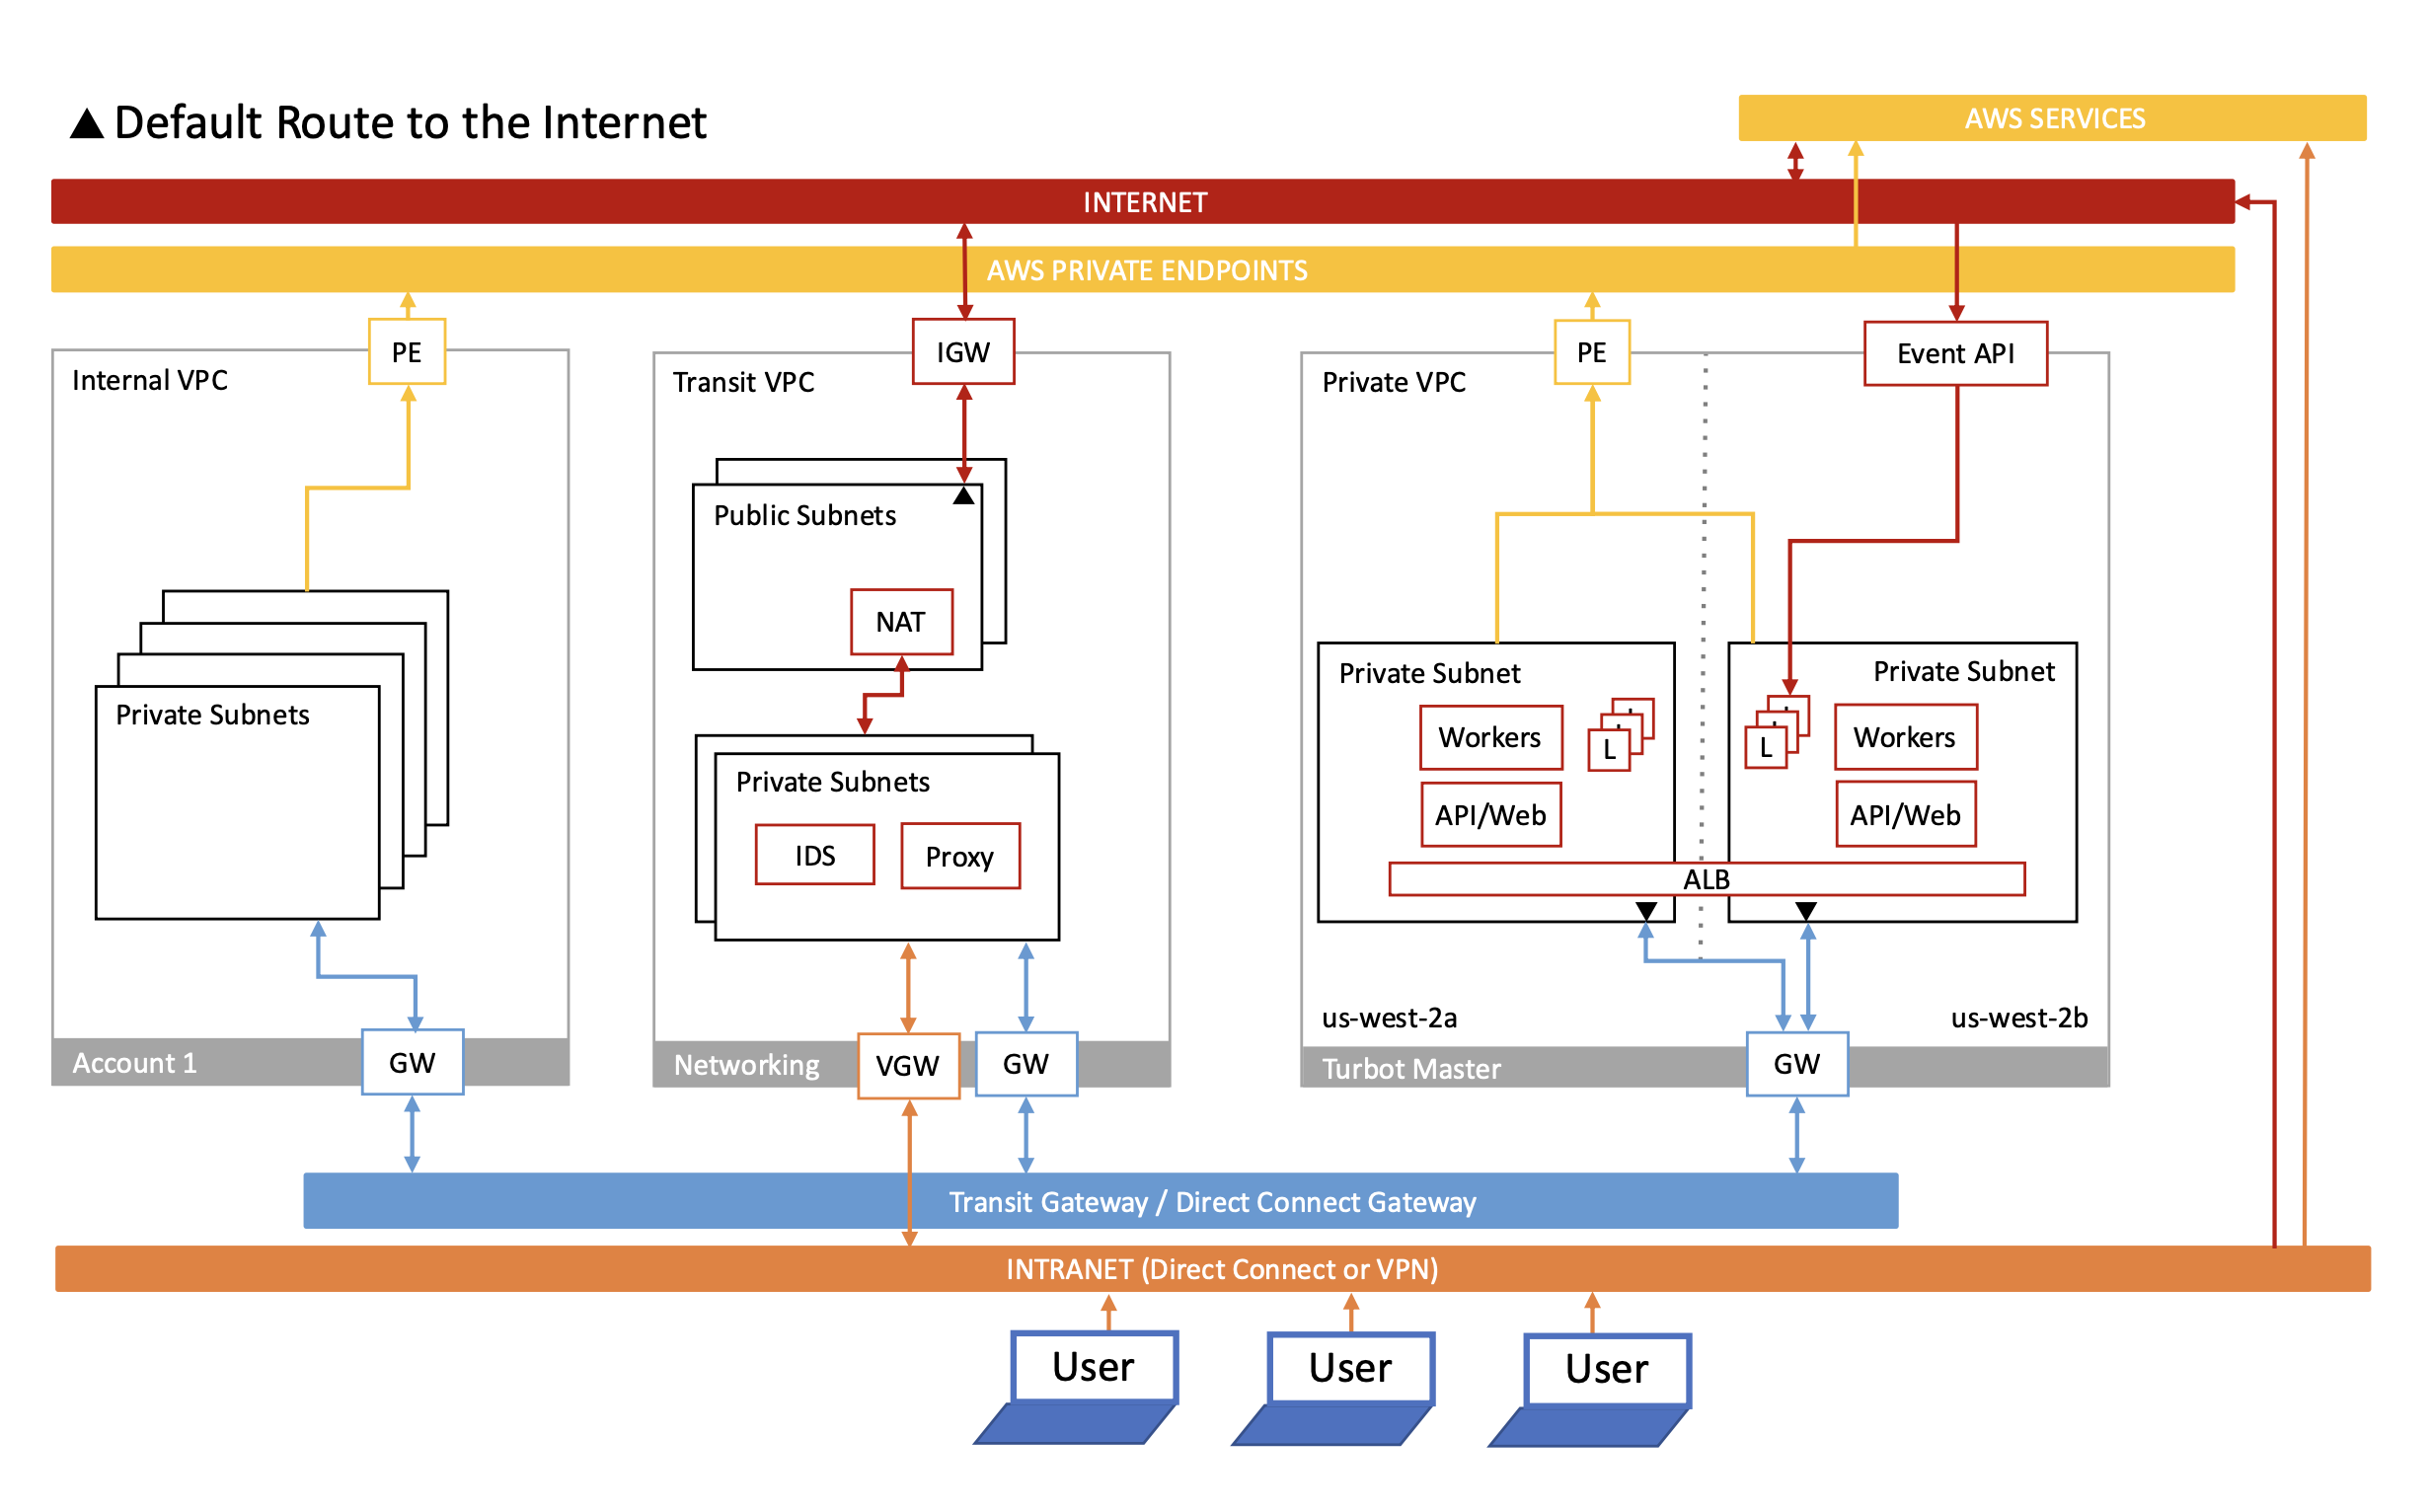 Default Route to the Internet
AWS SERVICES
INTERNET
AWS PRIVATE ENDPOINTS
PE
Internal VPC
Private Subnets
Account 1
GW
IGW
Transit VPC
Public Subnets
NAT
Private Subnets
IDS
Proxy
Networking
VGW
GW
PE
Event API
Private VPC
Private Subnet
Workers
L
API/Web
Private Subnet
L
Workers
API/Web
ALB
us-west-2a
us-west-2b
Turbot Master
GW
Transit Gateway / Direct Connect Gateway
INTRANET (Direct Connect or VPN)
User
User
User